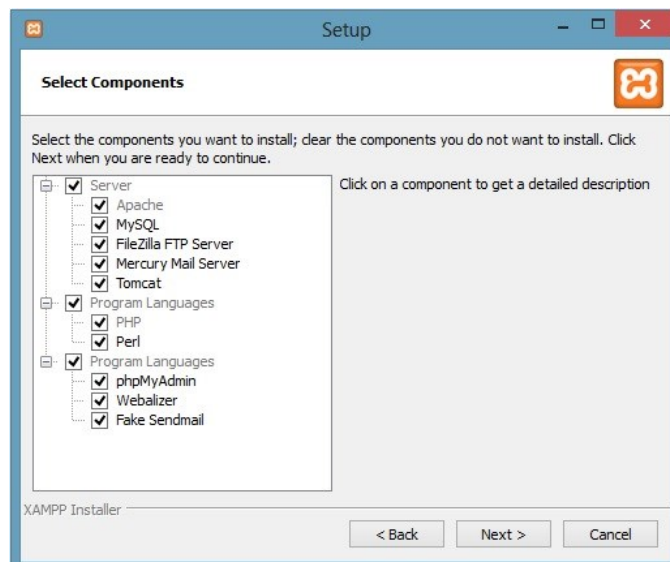 Setup
Select Components
Select the components you want to install; clear the components you do not want to install. Click
Next when you are ready to continue.
Server
Apache
MySQL
FileZilla FTP Server
Mercury Mail Server
Tomcat
Program Languages
PHP
Perl
Program Languages
phpMyAdmin
Webalizer
Fake Sendmail
Click on a component to get a detailed description
XAMPP Installer
< Back
Next >
Cancel